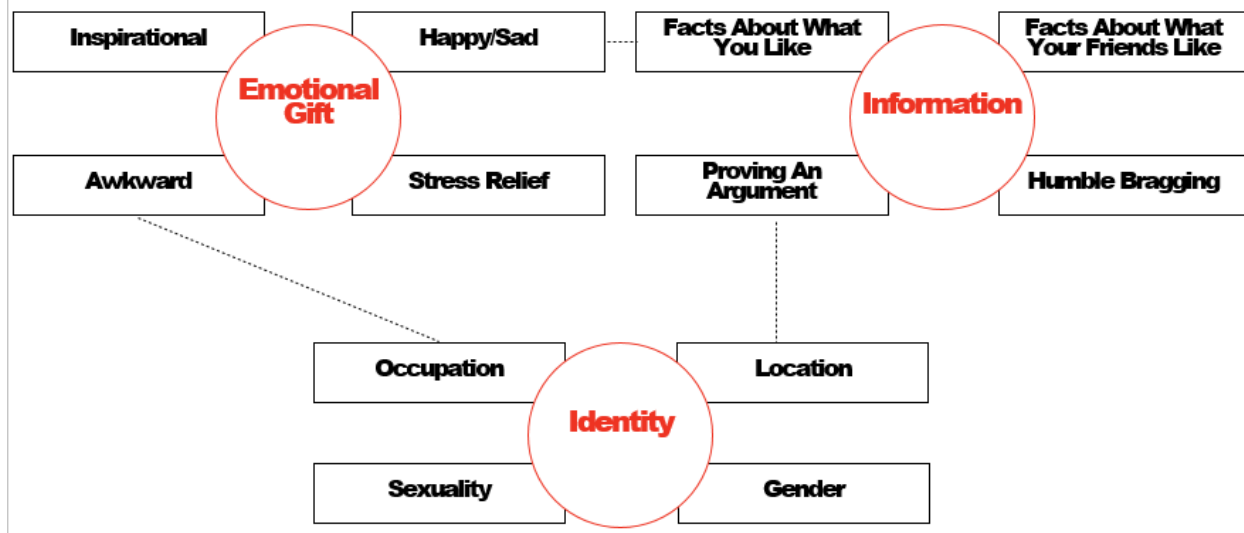 Inspirational
Happy/Sad
Emotional
Gift
Awkward
Stress Relief
Facts About What
You Like
Facts About What
Your Friends Like
Information
Proving An
Argument
Humble Bragging
Occupation
Location
Identity
Sexuality
Gender